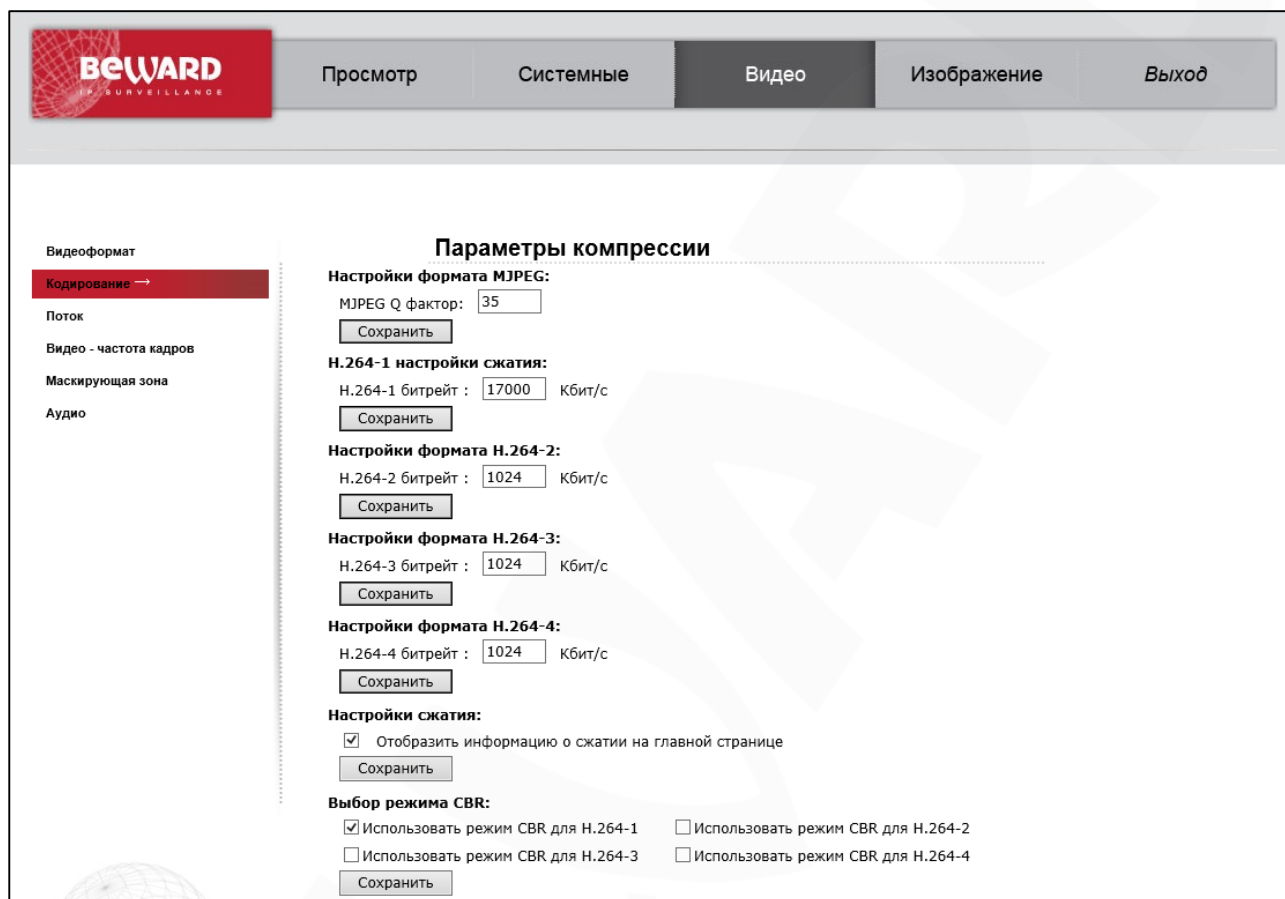 BEWARD
IP SURVEILLANCE
Просмотр
Системные
Видео
Изображение
Выход
Видеоформат
Кодирование →
Поток
Видео - частота кадров
Маскирующая зона
Аудио
Параметры компрессии
Настройки формата MJPEG:
MJPEG Q фактор: 35
Сохранить
H.264-1 настройки сжатия:
H.264-1 битрейт : 17000 Кбит/с
Сохранить
Настройки формата H.264-2:
H.264-2 битрейт : 1024 Кбит/с
Сохранить
Настройки формата H.264-3:
H.264-3 битрейт : 1024 Кбит/с
Сохранить
Настройки формата H.264-4:
H.264-4 битрейт : 1024 Кбит/с
Сохранить
Настройки сжатия:
Отобразить информацию о сжатии на главной странице
Сохранить
Выбор режима CBR:
Использовать режим CBR для H.264-1 Использовать режим CBR для H.264-2
Использовать режим CBR для H.264-3 Использовать режим CBR для H.264-4
Сохранить